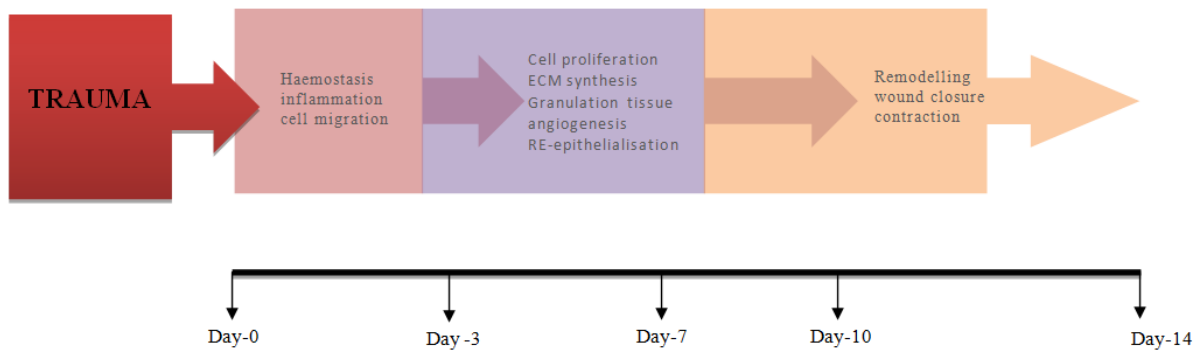 TRAUMA
Haemostasis
inflammation
cell migration
Cell proliferation
ECM synthesis
Granulation tissue
angiogenesis
RE-epithelialisation
Remodelling
wound closure
contraction
Day-0
Day -3
Day-7
Day-10
Day-14